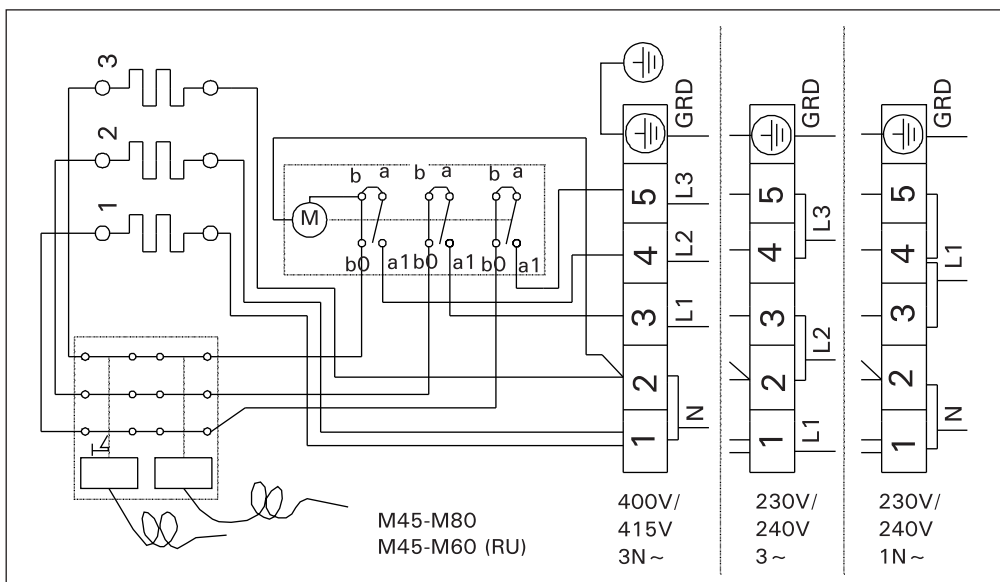 3
2
1
b a b a b a
M
b0 a1 b0 a1 b0 a1
GRD
5 L3
4 L2
3 L1
2
1
N
GRD
5
4
L3
3
2
L2
1 L1
GRD
5
4
3
L1
2
1
N
M45-M80
M45-M60 (RU)
400V/
415V
3N~
230V/
240V
3~
230V/
240V
1N~